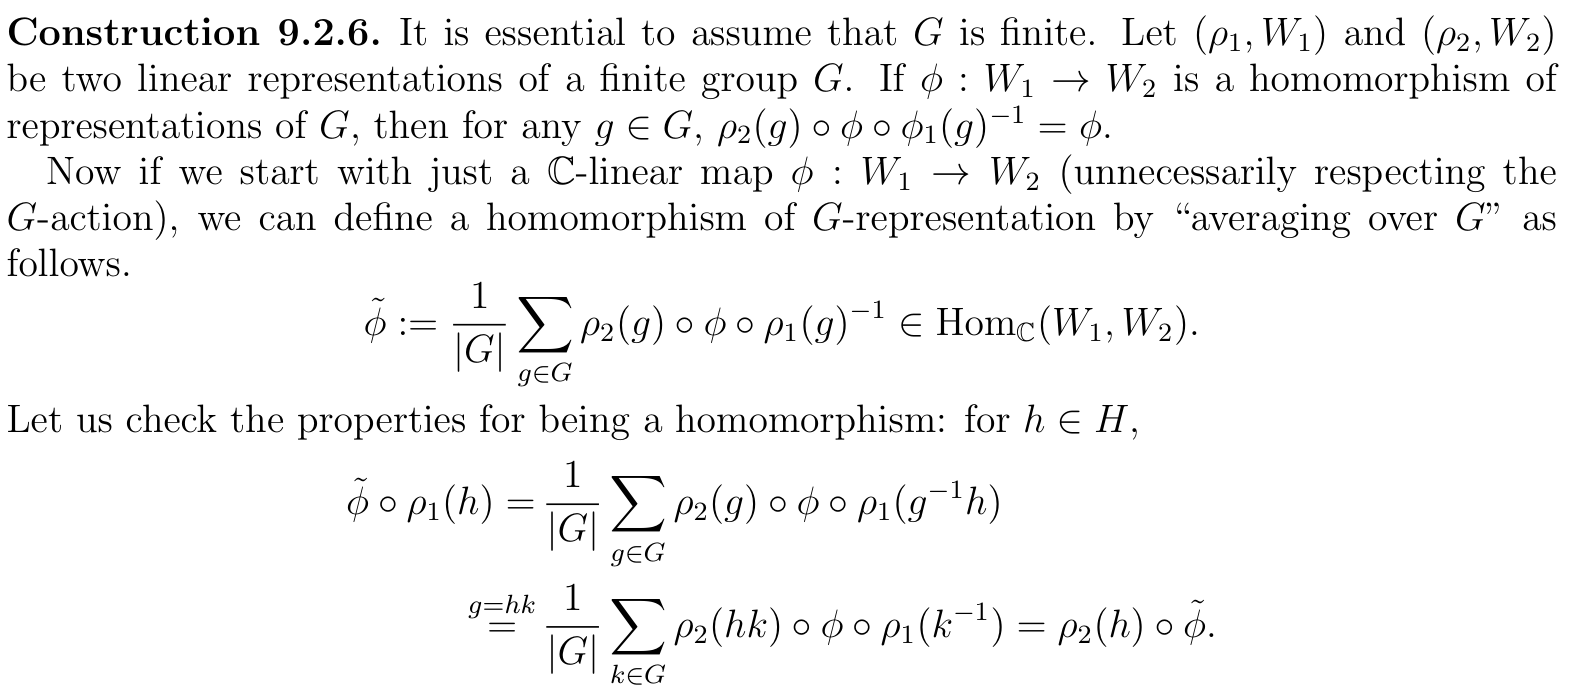 Construction 9.2.6. It is essential to assume that G is finite. Let (ρ₁, W₁) and (ρ₂, W₂)
be two linear representations of a finite group G. If ϕ : W₁ → W₂ is a homomorphism of
representations of G, then for any g ∈ G, ρ₂(g) ∘ ϕ ∘ ϕ₁(g)⁻¹ = ϕ.
Now if we start with just a ℂ-linear map ϕ : W₁ → W₂ (unnecessarily respecting the
G-action), we can define a homomorphism of G-representation by “averaging over G” as
follows.
ϕ̃ := 1/|G| ∑_{g∈G} ρ₂(g) ∘ ϕ ∘ ρ₁(g)⁻¹ ∈ Hom_ℂ(W₁, W₂).
Let us check the properties for being a homomorphism: for h ∈ H,
ϕ̃ ∘ ρ₁(h) = 1/|G| ∑_{g∈G} ρ₂(g) ∘ ϕ ∘ ρ₁(g⁻¹h)
g=hk = 1/|G| ∑_{k∈G} ρ₂(hk) ∘ ϕ ∘ ρ₁(k⁻¹) = ρ₂(h) ∘ ϕ̃.